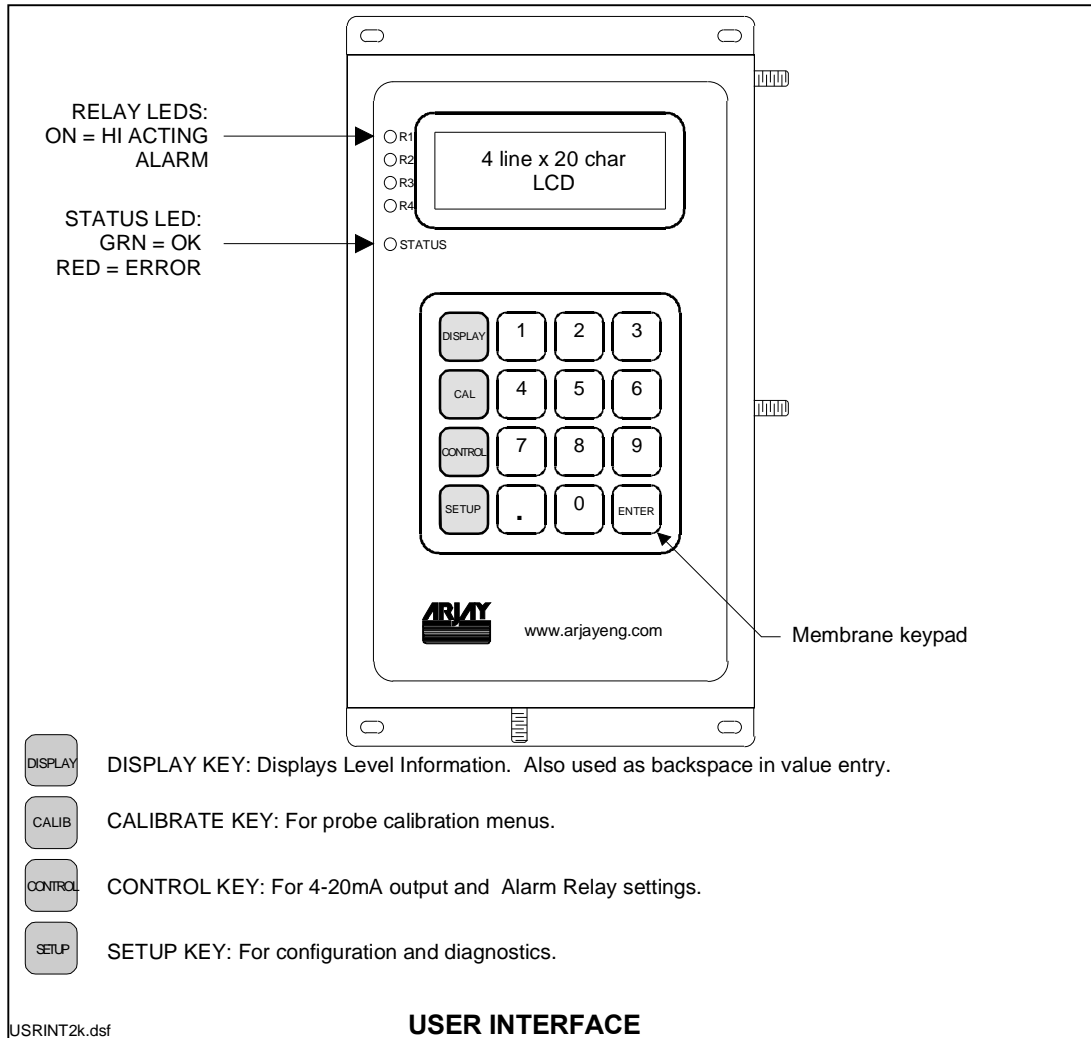 RELAY LEDS:
ON = HI ACTING
ALARM
STATUS LED:
GRN = OK
RED = ERROR
R1
R2
R3
R4
STATUS
4 line x 20 char
LCD
DISPLAY 1 2 3
CAL 4 5 6
CONTROL 7 8 9
SETUP . 0 ENTER
ARJAY
www.arjayeng.com
Membrane keypad
DISPLAY DISPLAY KEY: Displays Level Information. Also used as backspace in value entry.
CALIB CALIBRATE KEY: For probe calibration menus.
CONTROL CONTROL KEY: For 4-20mA output and Alarm Relay settings.
SETUP SETUP KEY: For configuration and diagnostics.
USRINT2k.dsf
USER INTERFACE